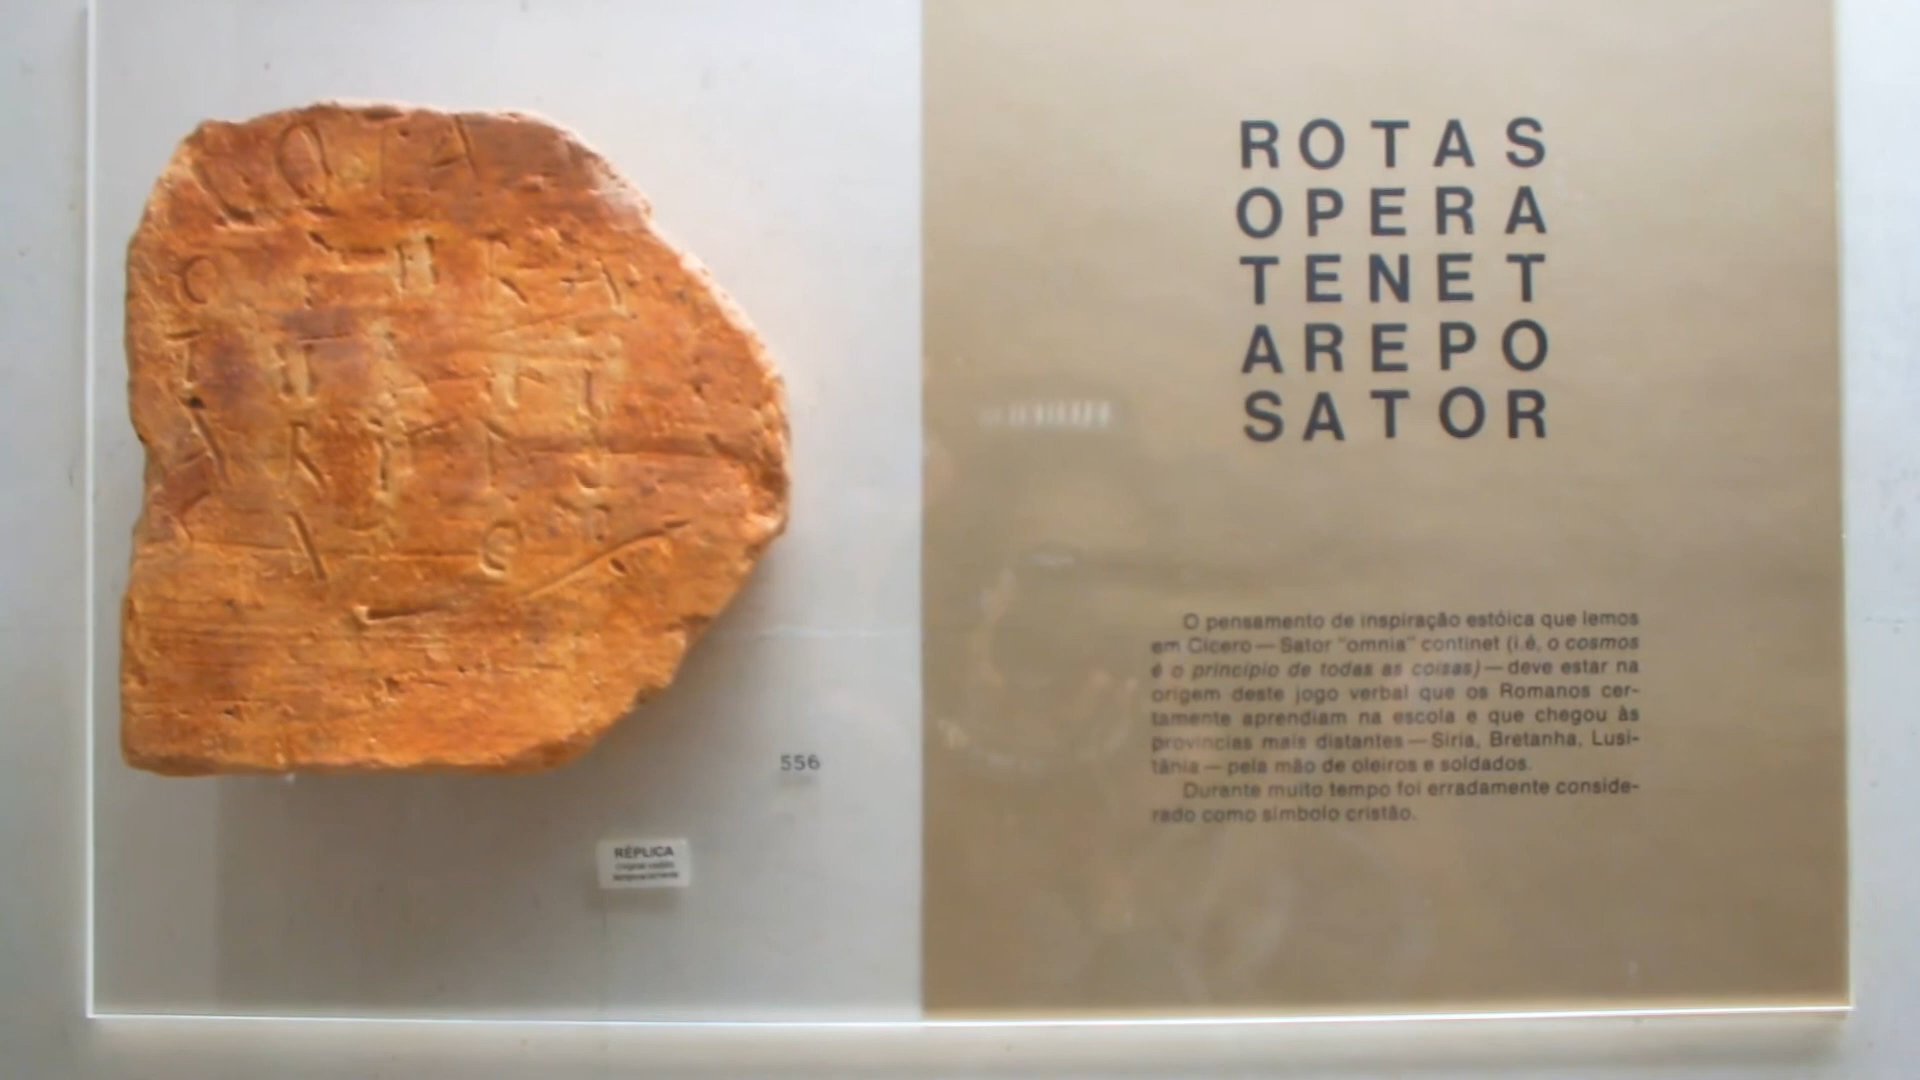 ROTAS
OPERA
TENET
AREPO
SATOR
O pensamento de inspiração estóica que lemos
em Cícero — Sator "omnia" continet (i.é, o cosmos
é o princípio de todas as coisas) — deve estar na
origem deste jogo verbal que os Romanos cer-
tamente aprendiam na escola e que chegou às
províncias mais distantes — Síria, Bretanha, Lusi-
tânia — pela mão de oleiros e soldados.
Durante muito tempo foi erradamente conside-
rado como símbolo cristão.
556
RÉPLICA